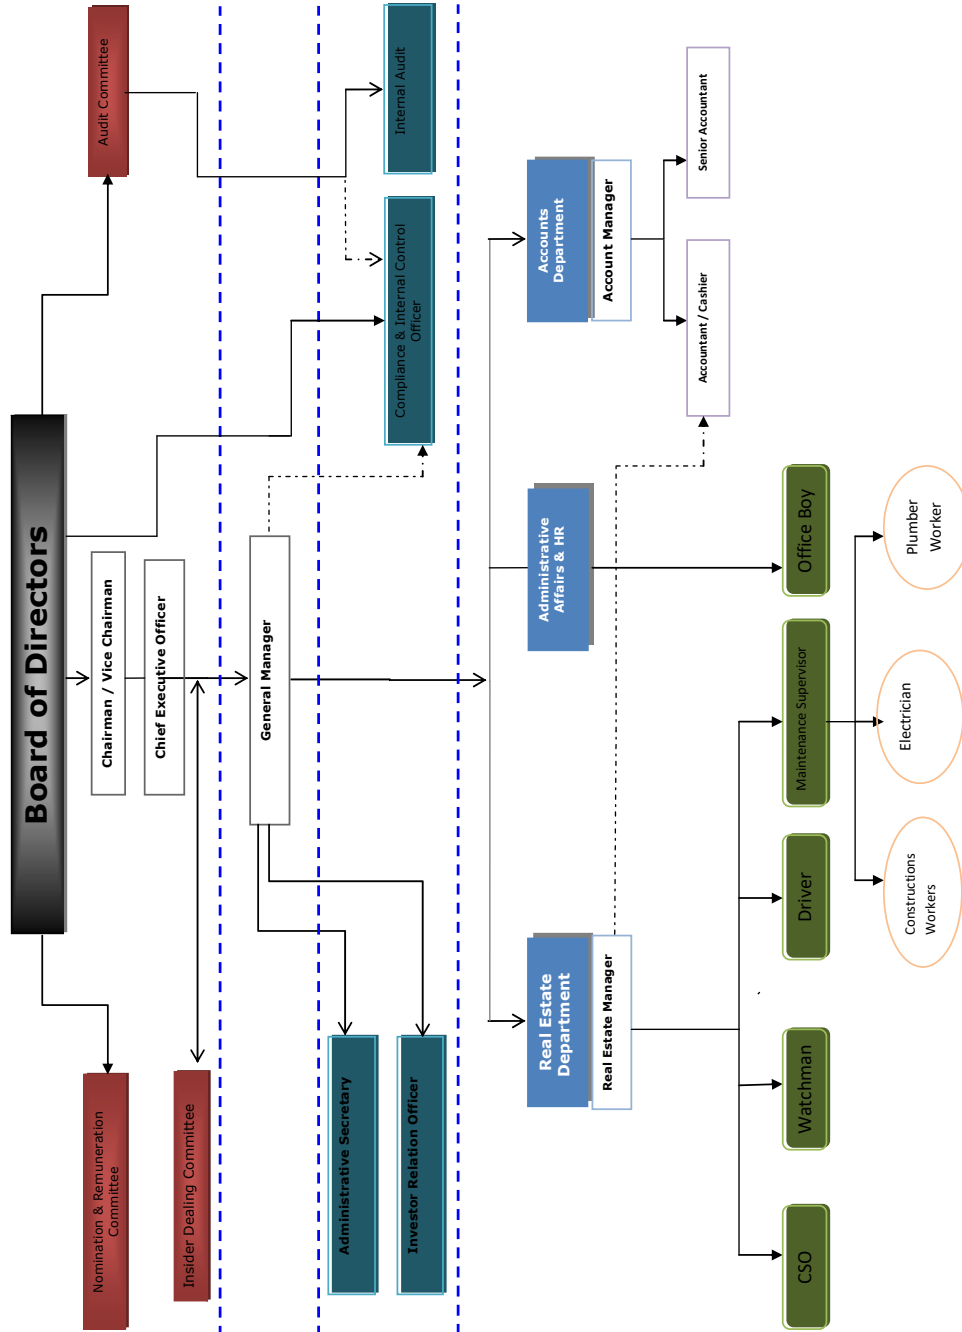 Board of Directors
Nomination & Remuneration
Committee
Chairman / Vice Chairman
Audit Committee
Chief Executive Officer
Insider Dealing Committee
General Manager
Administrative Secretary
Investor Relation Officer
Compliance & Internal Control
Officer
Internal Audit
Real Estate
Department
Real Estate Manager
Administrative
Affairs & HR
Accounts
Department
Account Manager
Accountant / Cashier
Senior Accountant
CSO
Watchman
Driver
Maintenance Supervisor
Office Boy
Constructions
Workers
Electrician
Plumber
Worker